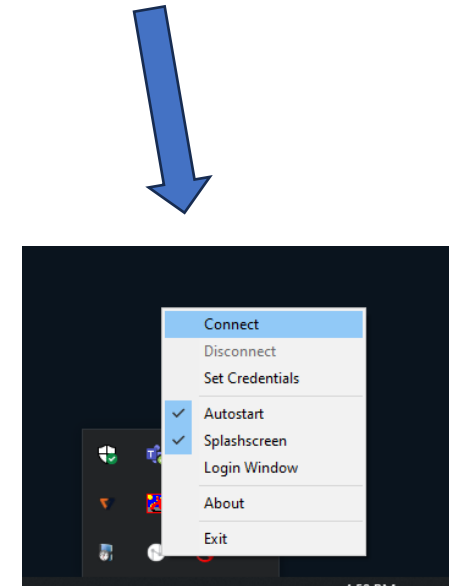 Connect
Disconnect
Set Credentials
Autostart
Splashscreen
Login Window
About
Exit